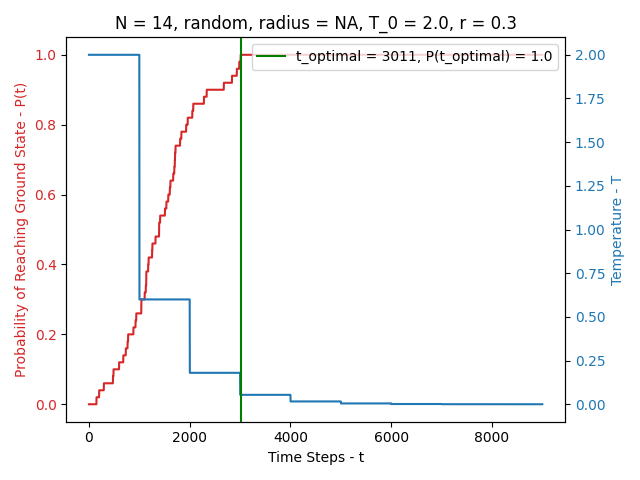 N = 14, random, radius = NA, T_0 = 2.0, r = 0.3
t_optimal = 3011, P(t_optimal) = 1.0
Probability of Reaching Ground State - P(t)
1.0
0.8
0.6
0.4
0.2
0.0
2.00
1.75
1.50
1.25
1.00
0.75
0.50
0.25
0.00
Temperature - T
0 2000 4000 6000 8000
Time Steps - t